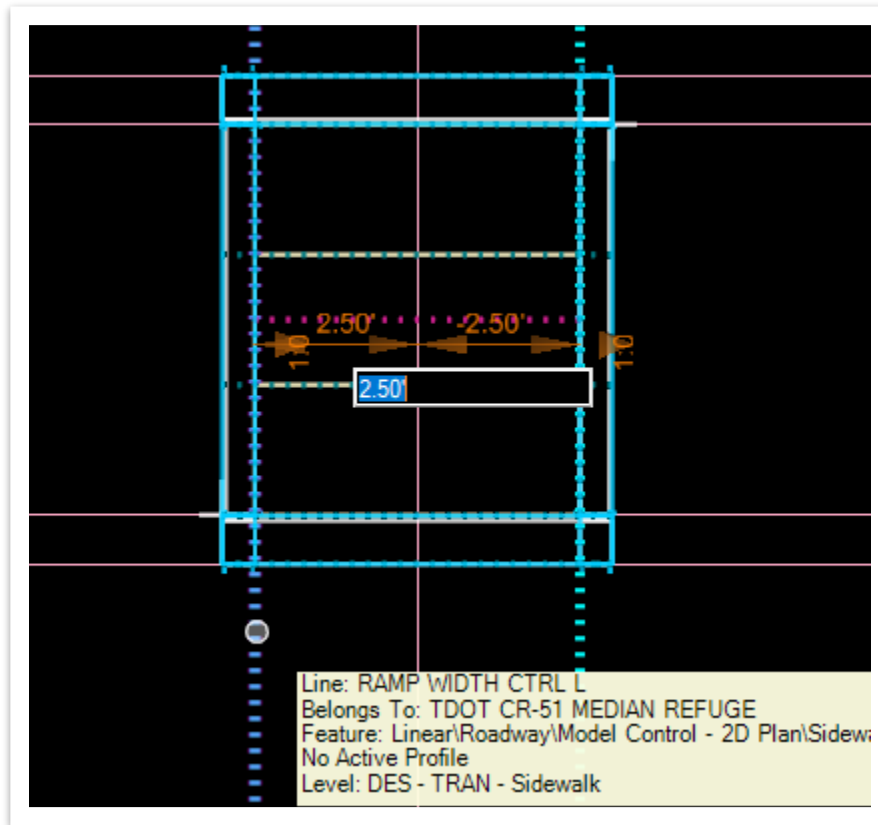 2.50' -2.50'
1.0 1.0
2.50'
Line: RAMP WIDTH CTRL L
Belongs To: TDOT CR-51 MEDIAN REFUGE
Feature: Linear\Roadway\Model Control - 2D Plan\Sidewa
No Active Profile
Level: DES - TRAN - Sidewalk